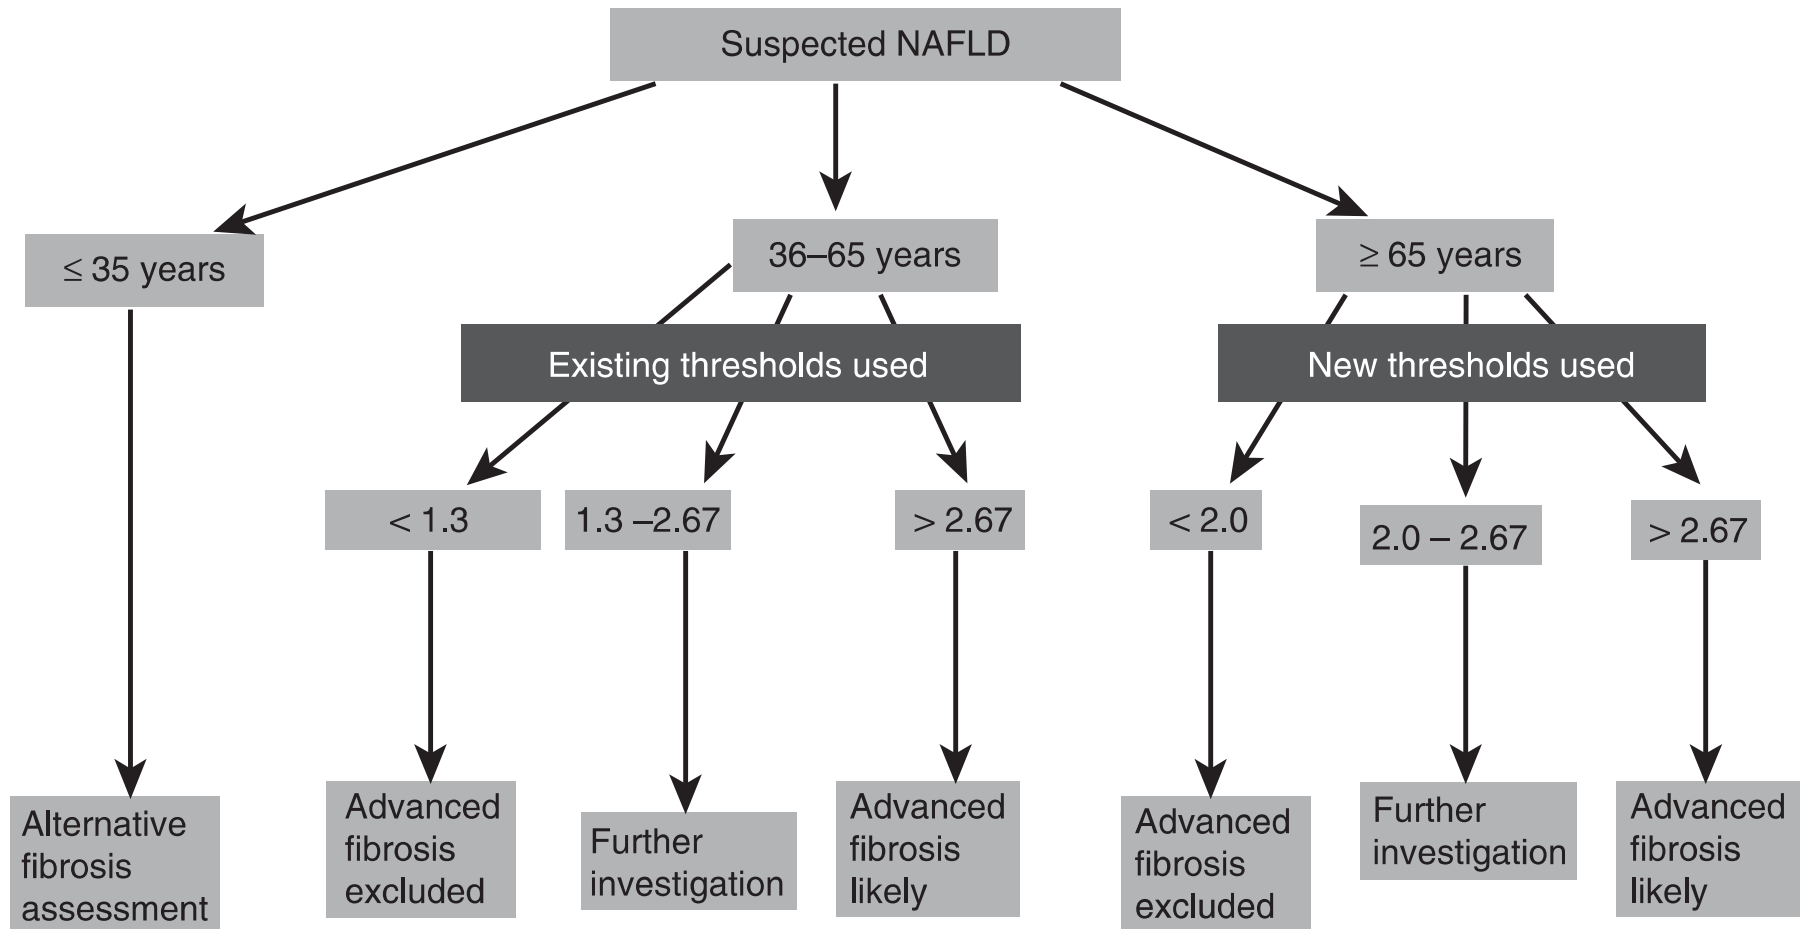 Suspected NAFLD
≤ 35 years
36–65 years
≥ 65 years
Existing thresholds used
New thresholds used
< 1.3
1.3 –2.67
> 2.67
< 2.0
2.0 – 2.67
> 2.67
Alternative
fibrosis
assessment
Advanced
fibrosis
excluded
Further
investigation
Advanced
fibrosis
likely
Advanced
fibrosis
excluded
Further
investigation
Advanced
fibrosis
likely